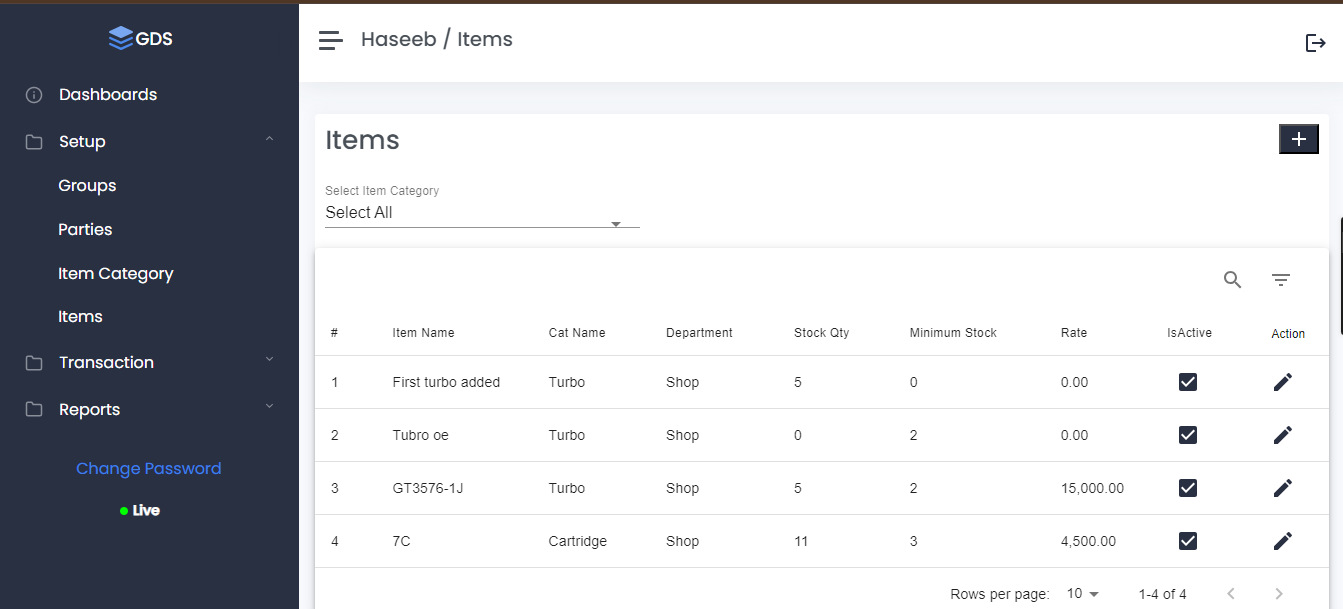 GDS
Dashboards
Setup
Groups
Parties
Item Category
Items
Transaction
Reports
Change Password
Live
Haseeb / Items
Items
+
Select Item Category
Select All
# Item Name Cat Name Department Stock Qty Minimum Stock Rate IsActive Action
1 First turbo added Turbo Shop 5 0 0.00
2 Tubro oe Turbo Shop 0 2 0.00
3 GT3576-1J Turbo Shop 5 2 15,000.00
4 7C Cartridge Shop 11 3 4,500.00
Rows per page: 10 1-4 of 4